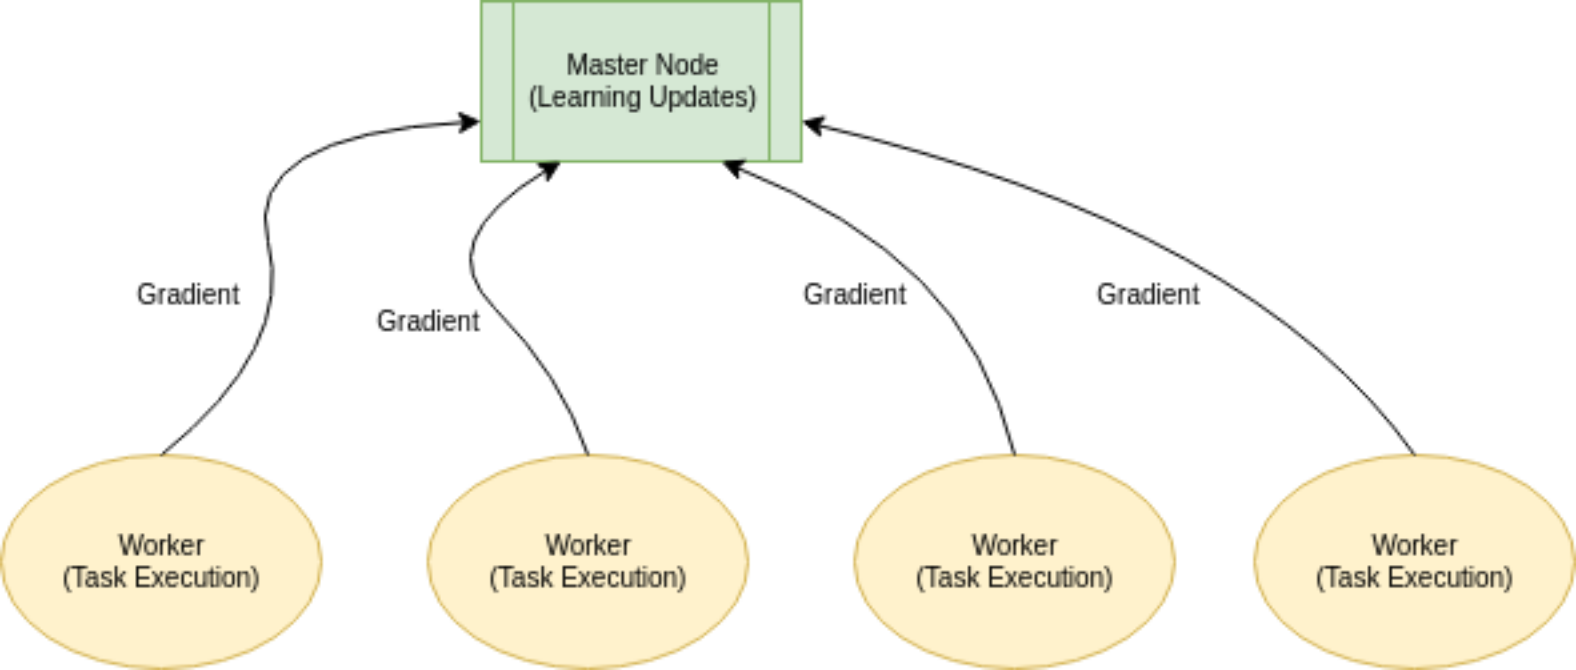 Master Node
(Learning Updates)
Gradient
Gradient
Gradient
Gradient
Worker
(Task Execution)
Worker
(Task Execution)
Worker
(Task Execution)
Worker
(Task Execution)